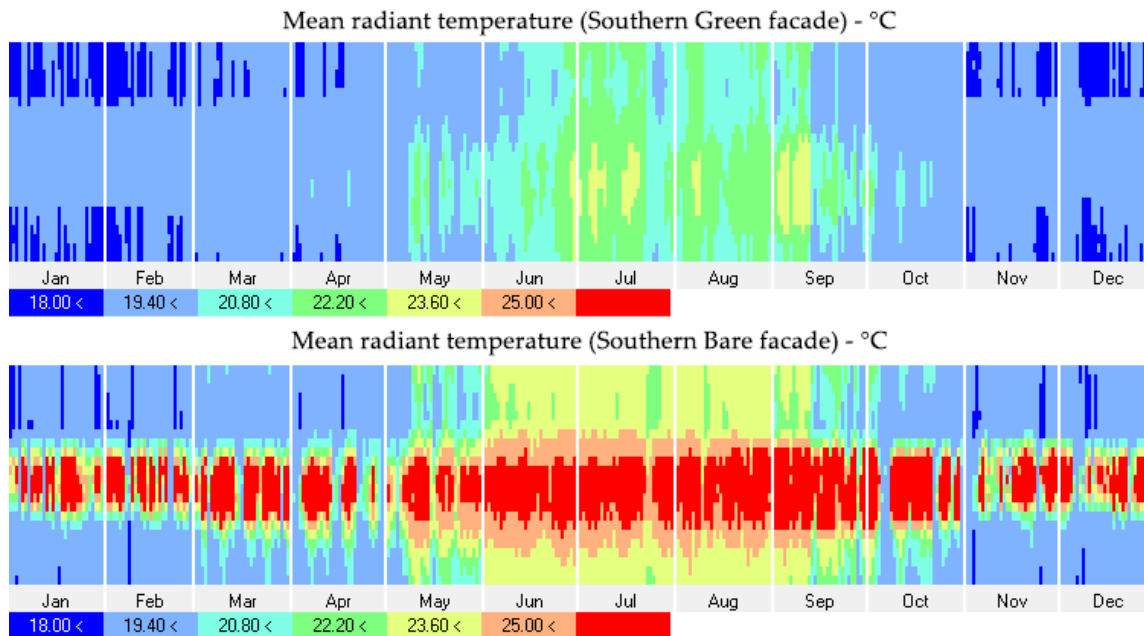 Mean radiant temperature (Southern Green facade) - °C
Jan Feb Mar Apr May Jun Jul Aug Sep Oct Nov Dec
18.00 < 19.40 < 20.80 < 22.20 < 23.60 < 25.00 <
Mean radiant temperature (Southern Bare facade) - °C
Jan Feb Mar Apr May Jun Jul Aug Sep Oct Nov Dec
18.00 < 19.40 < 20.80 < 22.20 < 23.60 < 25.00 <